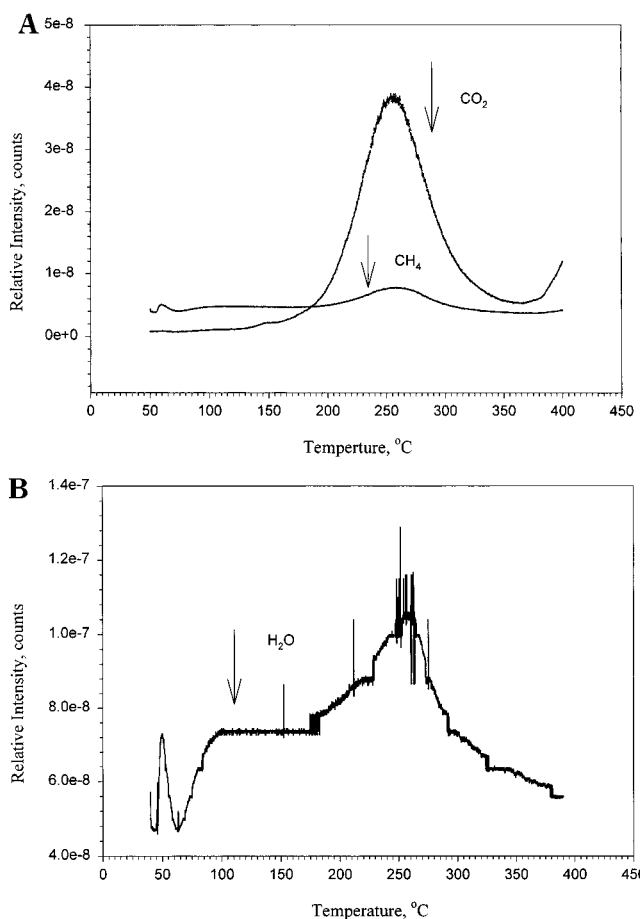 A
5e-8
4e-8
3e-8
2e-8
1e-8
0e+0
Relative Intensity, counts
CO2
CH4
0 50 100 150 200 250 300 350 400 450
Temperture, °C
B
1.4e-7
1.2e-7
1.0e-7
8.0e-8
6.0e-8
4.0e-8
Relative Intensity, counts
H2O
0 50 100 150 200 250 300 350 400 450
Temperature, °C